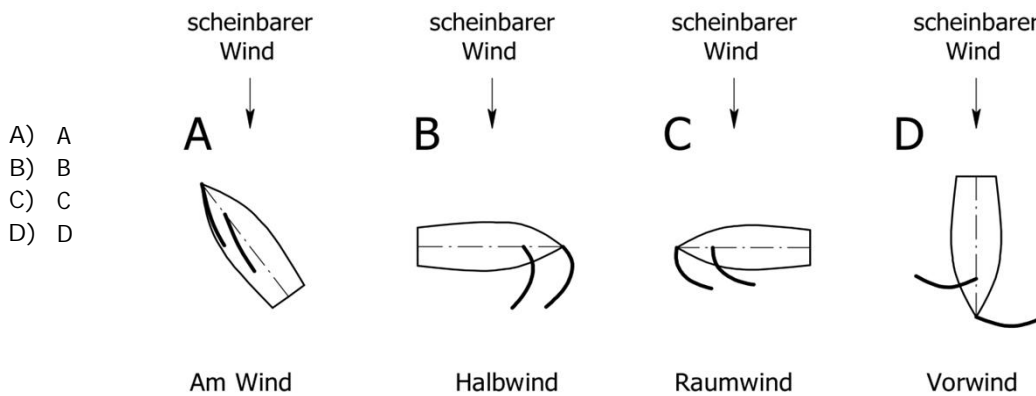 scheinbarer Wind
scheinbarer Wind
scheinbarer Wind
scheinbarer Wind
A) A
B) B
C) C
D) D
A B C D
Am Wind Halbwind Raumwind Vorwind